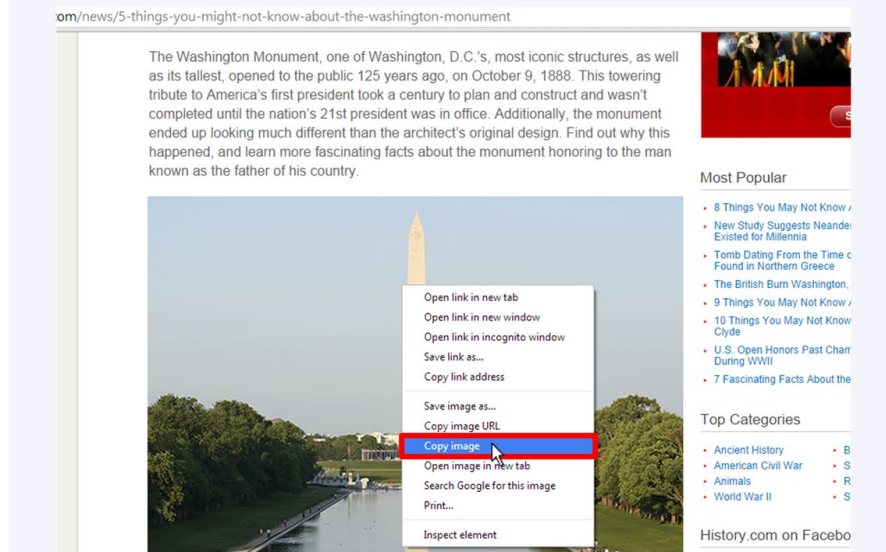 om/news/5-things-you-might-not-know-about-the-washington-monument
The Washington Monument, one of Washington, D.C.'s, most iconic structures, as well
as its tallest, opened to the public 125 years ago, on October 9, 1888. This towering
tribute to America's first president took a century to plan and construct and wasn't
completed until the nation's 21st president was in office. Additionally, the monument
ended up looking much different than the architect's original design. Find out why this
happened, and learn more fascinating facts about the monument honoring to the man
known as the father of his country.
Open link in new tab
Open link in new window
Open link in incognito window
Save link as...
Copy link address
Save image as...
Copy image URL
Copy image
Open image in new tab
Search Google for this image
Print...
Inspect element
S
Most Popular
8 Things You May Not Know
New Study Suggests
Existed for Millennia
Tomb Dating From the Time
Found in Northern Greece
The British Burn Washington,
9 Things You May Not Know
10 Things You May Not Know
Clyde
U.S. Open Honors Past
During WWII
7 Fascinating Facts About the
Top Categories
Ancient History
American Civil War
Animals
World War II
B
S
R
S
History.com on Facebo